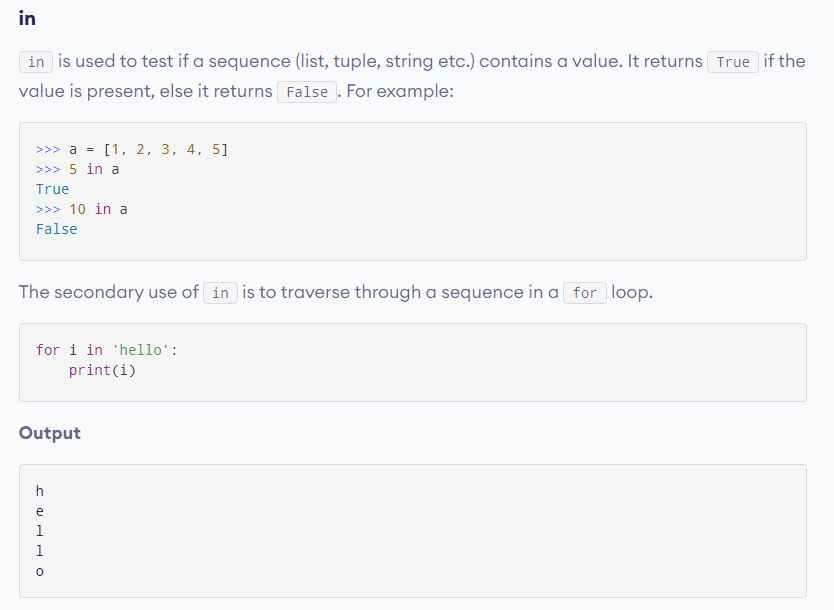 in
in is used to test if a sequence (list, tuple, string etc.) contains a value. It returns True if the
value is present, else it returns False. For example:
>>> a = [1, 2, 3, 4, 5]
>>> 5 in a
True
>>> 10 in a
False
The secondary use of in is to traverse through a sequence in a for loop.
for i in 'hello':
    print(i)
Output
h
e
l
l
o